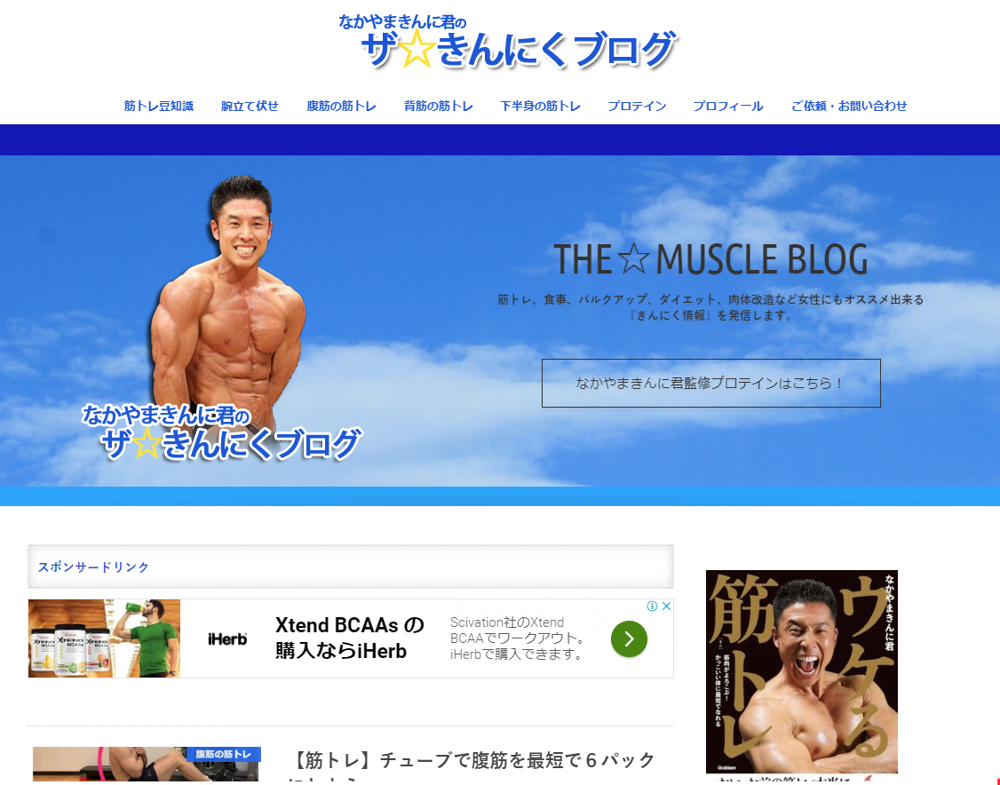 なかやまきんに君の
ザ☆きんにくブログ
筋トレ豆知識 腕立て伏せ 腹筋の筋トレ 背筋の筋トレ 下半身の筋トレ プロテイン プロフィール ご依頼・お問い合わせ
THE☆MUSCLE BLOG
筋トレ、食事、バルクアップ、ダイエット、肉体改造など女性にもオススメ出来る
『きんにく情報』を発信します。
なかやまきんに君監修プロテインはこちら！
なかやまきんに君の
ザ☆きんにくブログ
スポンサードリンク
XTEND
BCAAs
iHerb
Xtend BCAAs の
購入ならiHerb
Scivation社のXtend
BCAAでワークアウト。
iHerbで購入できます。
なかやまきんに君
ウケる
筋トレ
筋肉がよろこぶ！
かっこいい体に最短でなれる
Gakken
腹筋の筋トレ
【筋トレ】チューブで腹筋を最短で６パック